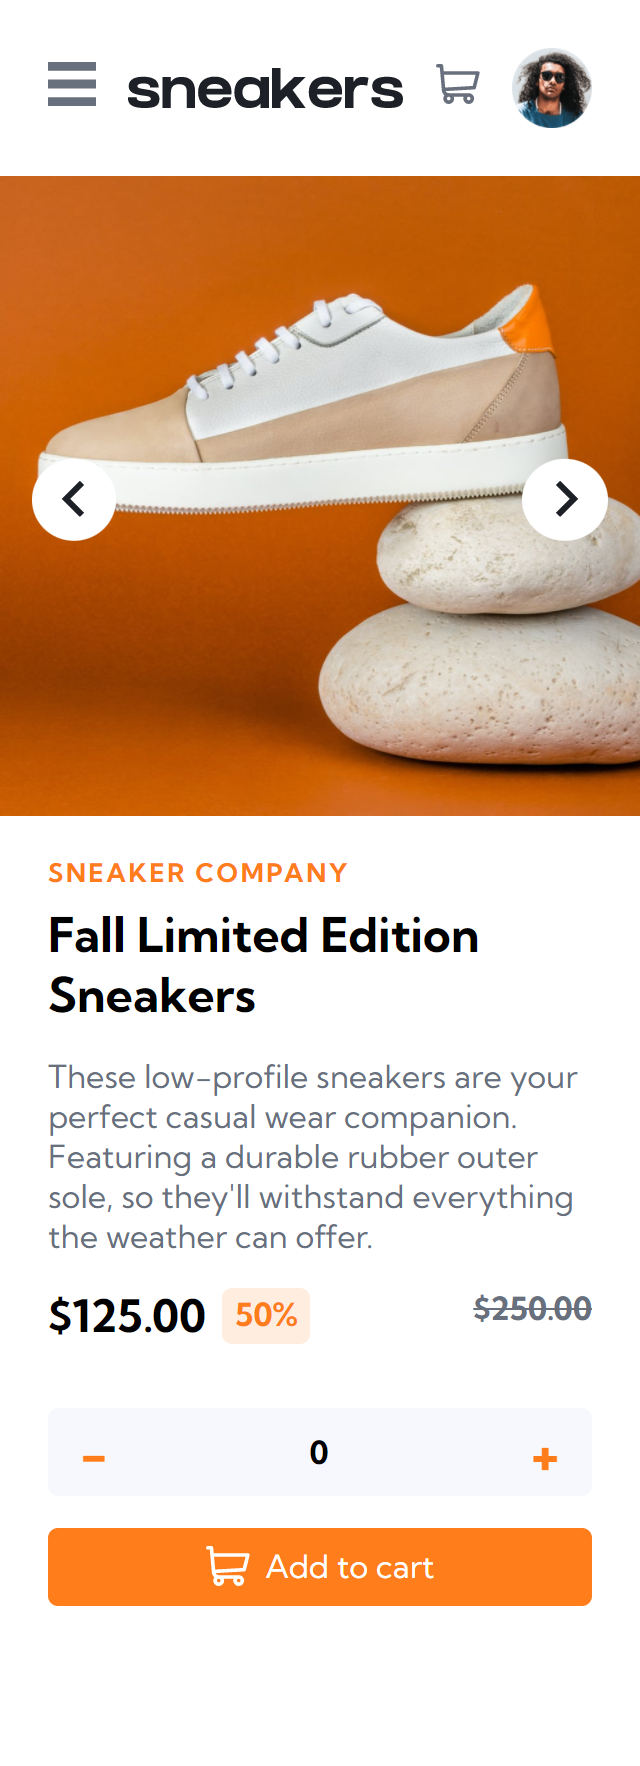 sneakers
SNEAKER COMPANY
Fall Limited Edition
Sneakers
These low-profile sneakers are your
perfect casual wear companion.
Featuring a durable rubber outer
sole, so they'll withstand everything
the weather can offer.
$125.00 50% $250.00
− 0 +
Add to cart